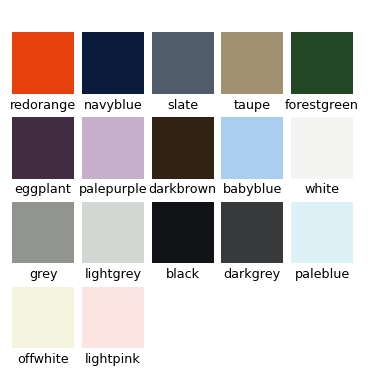 redorange navyblue slate taupe forestgreen
eggplant palepurple darkbrown babyblue white
grey lightgrey black darkgrey paleblue
offwhite lightpink